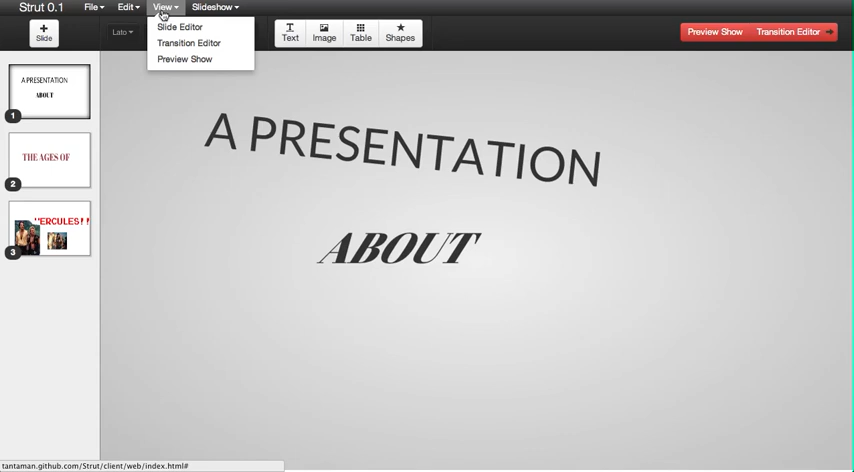 Strut 0.1 File Edit View Slideshow
Slide Editor
Transition Editor
Preview Show
Slide
Lato
Text Image Table Shapes
Preview Show Transition Editor
A PRESENTATION
ABOUT
1
THE AGES OF
2
HERCULES!!
3
A PRESENTATION
ABOUT
tantaman.github.com/Strut/client/web/index.html#